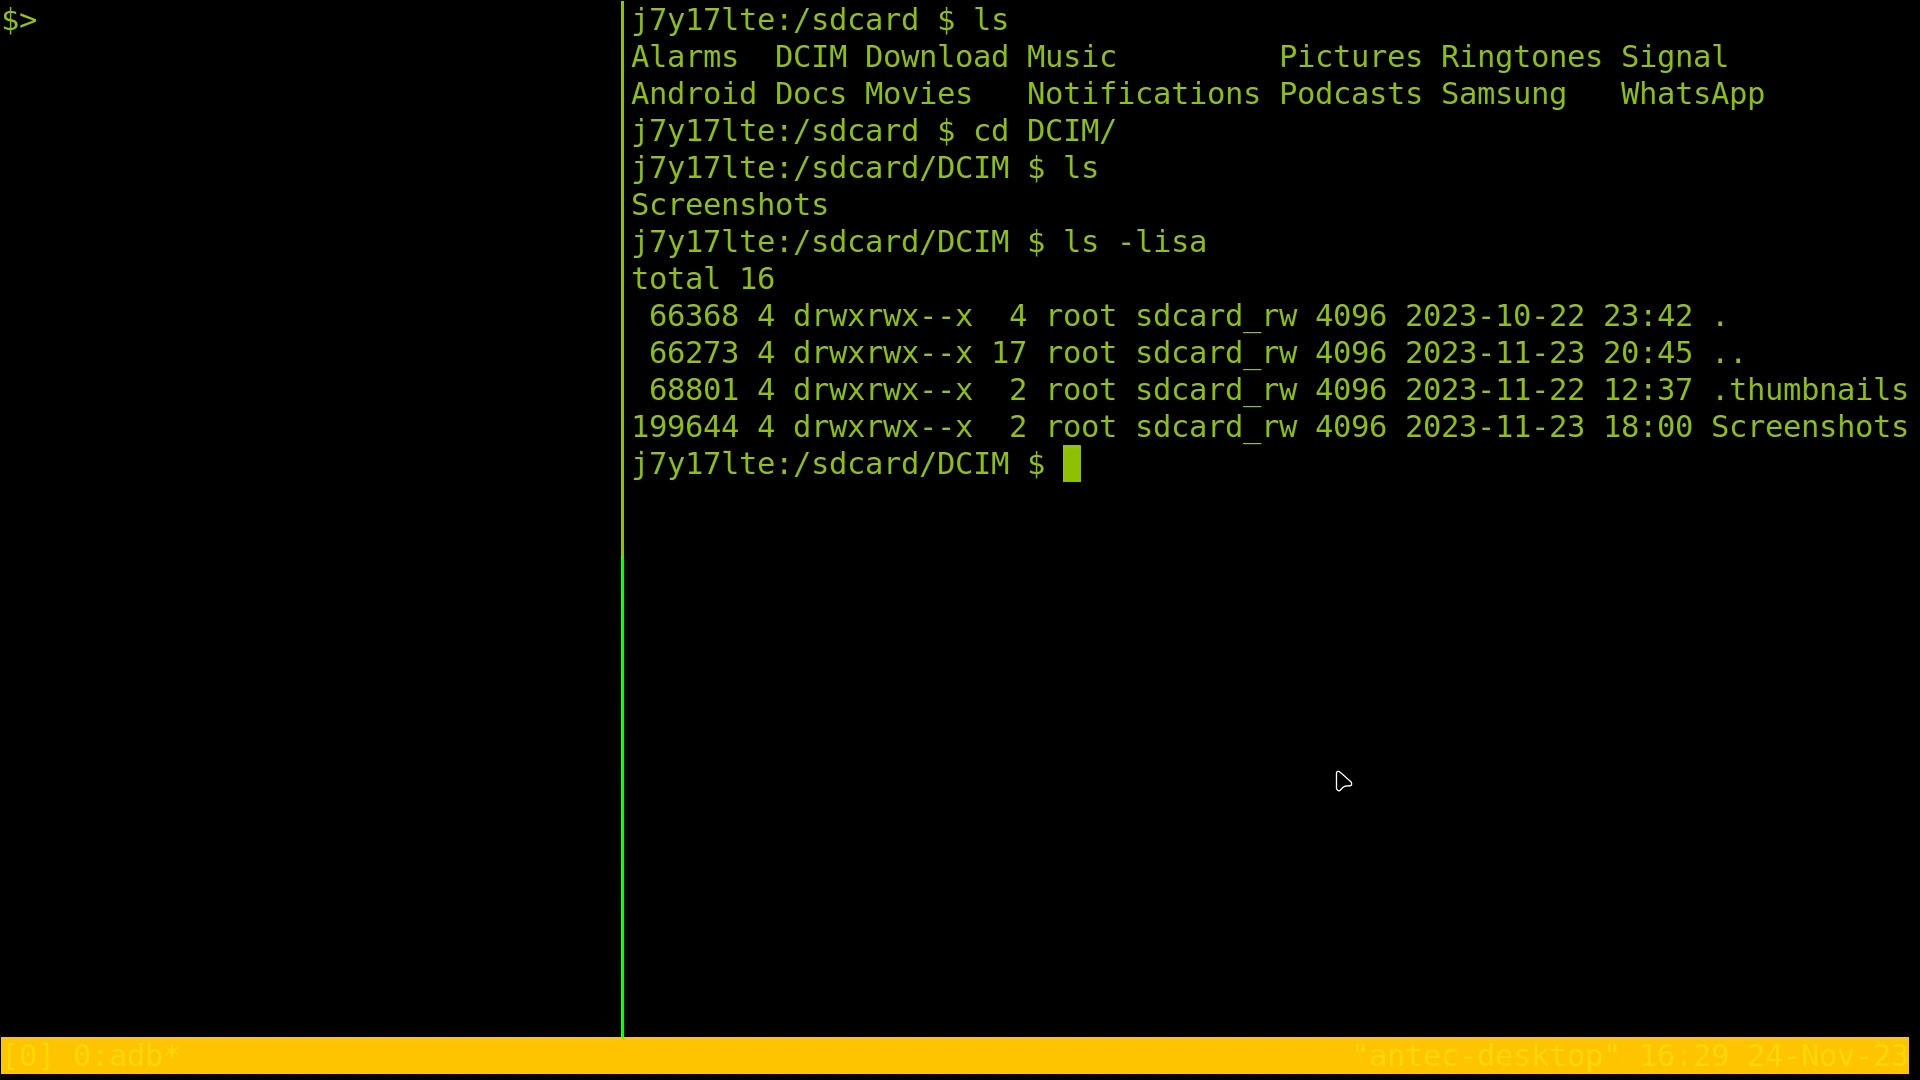 $>
j7y17lte:/sdcard $ ls
Alarms  DCIM Download Music         Pictures Ringtones Signal
Android Docs Movies   Notifications Podcasts Samsung   WhatsApp
j7y17lte:/sdcard $ cd DCIM/
j7y17lte:/sdcard/DCIM $ ls
Screenshots
j7y17lte:/sdcard/DCIM $ ls -lisa
total 16
 66368 4 drwxrwx--x  4 root sdcard_rw 4096 2023-10-22 23:42 .
 66273 4 drwxrwx--x 17 root sdcard_rw 4096 2023-11-23 20:45 ..
 68801 4 drwxrwx--x  2 root sdcard_rw 4096 2023-11-22 12:37 .thumbnails
199644 4 drwxrwx--x  2 root sdcard_rw 4096 2023-11-23 18:00 Screenshots
j7y17lte:/sdcard/DCIM $
[0] 0:adb* "antec-desktop" 16:29 24-Nov-23